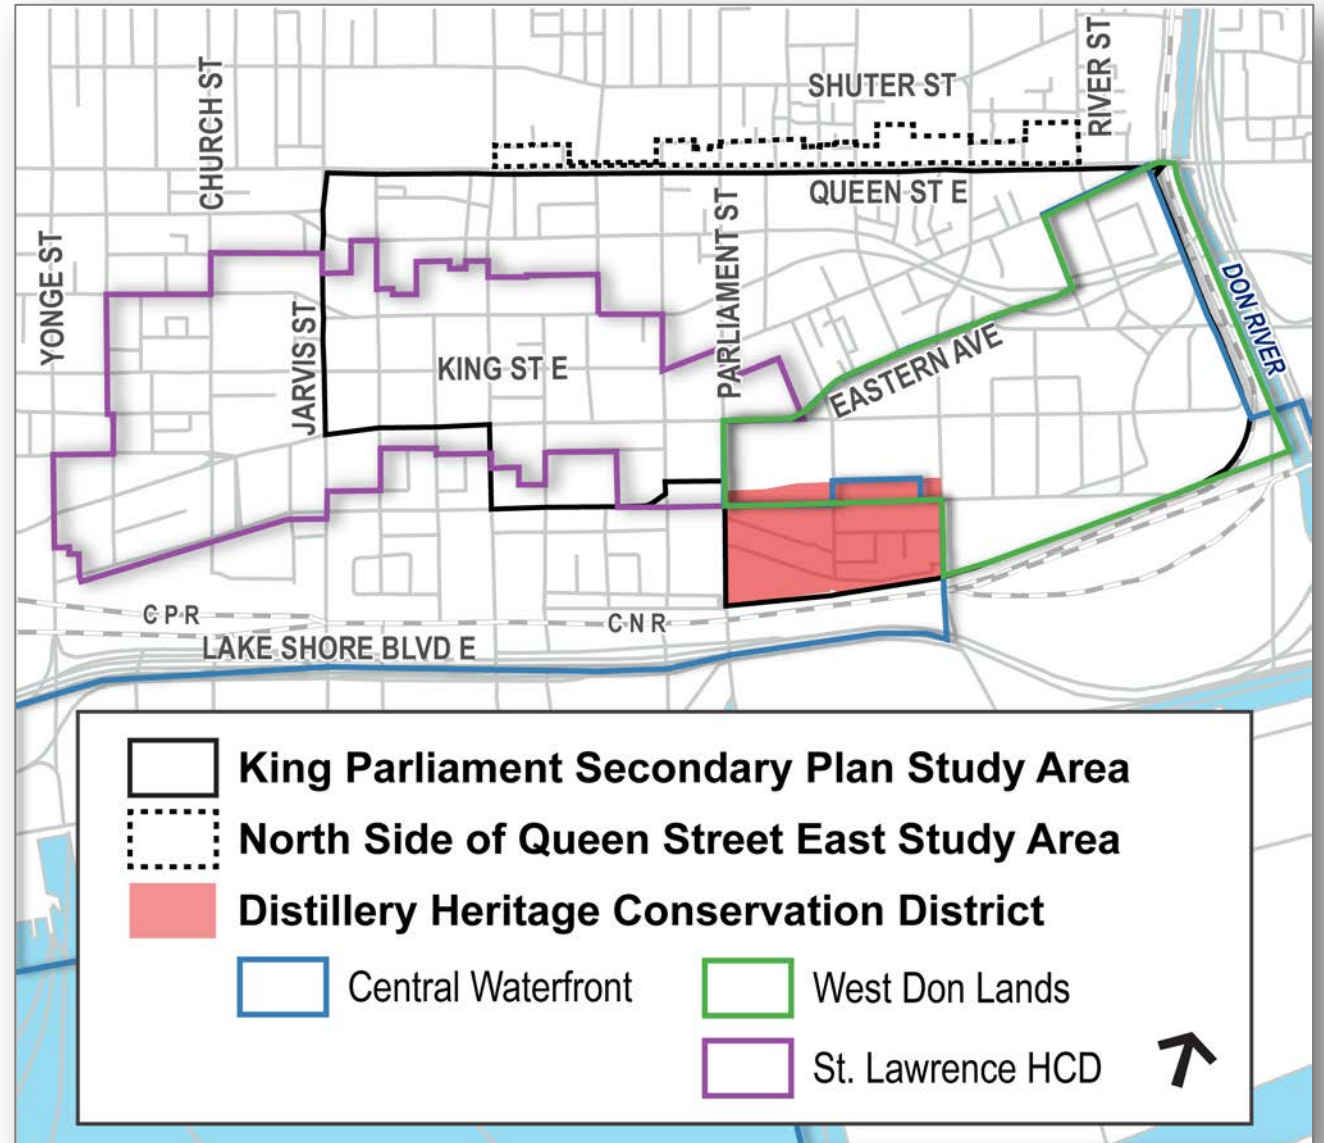 SHUTER ST
RIVER ST
CHURCH ST
QUEEN ST E
YONGE ST
PARLIAMENT ST
DON RIVER
JARVIS ST
KING ST E
EASTERN AVE
C P R
C N R
LAKE SHORE BLVD E
King Parliament Secondary Plan Study Area
North Side of Queen Street East Study Area
Distillery Heritage Conservation District
Central Waterfront
West Don Lands
St. Lawrence HCD